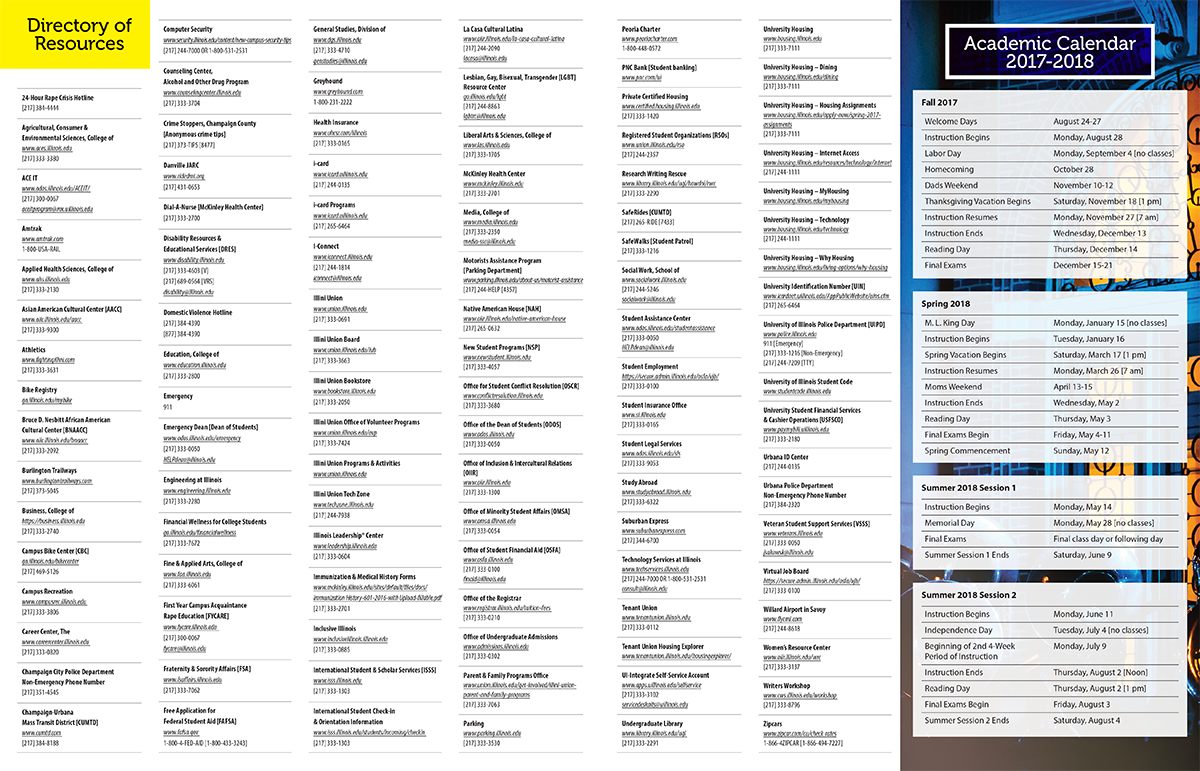 Directory of
Resources
24-Hour Rape Crisis Hotline
[217] 384-4444
Agricultural, Consumer &
Environmental Sciences, College of
www.aces.illinois.edu
[217] 333-3380
ACE IT
www.odos.illinois.edu/ACEIT/
[217] 300-0057
aceitprogram@mx.uillinois.edu
Amtrak
www.amtrak.com
1-800-USA-RAIL
Applied Health Sciences, College of
www.ahs.illinois.edu
[217] 333-2130
Asian American Cultural Center [AACC]
www.oiir.illinois.edu/aacc
[217] 333-9300
Athletics
www.fightingillini.com
[217] 333-3631
Bike Registry
go.illinois.edu/mybike
Bruce D. Nesbitt African American
Cultural Center [BNAACC]
www.oiir.illinois.edu/bnaacc
[217] 333-2092
Burlington Trailways
www.burlingtontrailways.com
[217] 373-5045
Business, College of
https://business.illinois.edu
[217] 333-2740
Campus Bike Center [CBC]
go.illinois.edu/bikecenter
[217] 469-5126
Campus Recreation
www.campusrec.illinois.edu
[217] 333-3806
Career Center, The
www.careercenter.illinois.edu
[217] 333-0820
Champaign City Police Department
Non-Emergency Phone Number
[217] 351-4545
Champaign-Urbana
Mass Transit District [CUMTD]
www.cumtd.com
[217] 384-8188
Computer Security
www.security.illinois.edu/content/new-campus-security-tips
[217] 244-7000 OR 1-800-531-2531
Counseling Center,
Alcohol and Other Drug Program
www.counselingcenter.illinois.edu
[217] 333-3704
Crime Stoppers, Champaign County
[Anonymous crime tips]
[217] 373-TIPS [8477]
Danville JARC
www.ridedmt.org
[217] 431-0653
Dial-A-Nurse [McKinley Health Center]
[217] 333-2700
Disability Resources &
Educational Services [DRES]
www.disability.illinois.edu
[217] 333-4603 [V]
[217] 689-0564 [VRS]
disability@illinois.edu
Domestic Violence Hotline
[217] 384-4390
[877] 384-4390
Education, College of
www.education.illinois.edu
[217] 333-2800
Emergency
911
Emergency Dean [Dean of Students]
www.odos.illinois.edu/emergency
[217] 333-0050
HELPdean@illinois.edu
Engineering at Illinois
www.engineering.illinois.edu
[217] 333-2280
Financial Wellness for College Students
go.illinois.edu/financialwellness
[217] 333-7672
Fine & Applied Arts, College of
www.faa.illinois.edu
[217] 333-6061
First Year Campus Acquaintance
Rape Education [FYCARE]
www.fycare.illinois.edu
[217] 300-0067
fycare@illinois.edu
Fraternity & Sorority Affairs [FSA]
www.fsaffairs.illinois.edu
[217] 333-7062
Free Application for
Federal Student Aid [FAFSA]
www.fafsa.gov
1-800-4-FED-AID [1-800-433-3243]
General Studies, Division of
www.dgs.illinois.edu
[217] 333-4710
genstudies@illinois.edu
Greyhound
www.greyhound.com
1-800-231-2222
Health Insurance
www.uhcsr.com/illinois
[217] 333-0165
i-card
www.icard.uillinois.edu
[217] 244-0135
i-card Programs
www.icard.uillinois.edu
[217] 265-6464
I-Connect
www.iconnect.illinois.edu
[217] 244-1814
iconnect@illinois.edu
Illini Union
www.union.illinois.edu
[217] 333-0691
Illini Union Board
www.union.illinois.edu/iub
[217] 333-3663
Illini Union Bookstore
www.bookstore.illinois.edu
[217] 333-2050
Illini Union Office of Volunteer Programs
www.union.illinois.edu/ovp
[217] 333-7424
Illini Union Programs & Activities
www.union.illinois.edu
Illini Union Tech Zone
www.techzone.illinois.edu
[217] 244-7938
Illinois Leadership® Center
www.leadership.illinois.edu
[217] 333-0604
Immunization & Medical History Forms
www.mckinley.illinois.edu/sites/default/files/docs/
Immunization History-601-2016-with Upload-fillable.pdf
[217] 333-2701
Inclusive Illinois
www.inclusiveillinois.illinois.edu
[217] 333-0885
International Student & Scholar Services [ISSS]
www.isss.illinois.edu
[217] 333-1303
International Student Check-in
& Orientation Information
www.isss.illinois.edu/students/incoming/checkin
[217] 333-1303
La Casa Cultural Latina
www.oiir.illinois.edu/la-casa-cultural-latina
[217] 244-2090
lacasa@illinois.edu
Lesbian, Gay, Bisexual, Transgender [LGBT]
Resource Center
go.illinois.edu/lgbt
[217] 244-8863
lgbtrc@illinois.edu
Liberal Arts & Sciences, College of
www.las.illinois.edu
[217] 333-1705
McKinley Health Center
www.mckinley.illinois.edu
[217] 333-2701
Media, College of
www.media.illinois.edu
[217] 333-2350
media-ssc@illinois.edu
Motorists Assistance Program
[Parking Department]
www.parking.illinois.edu/about-us/motorist-assistance
[217] 244-HELP [4357]
Native American House [NAH]
www.oiir.illinois.edu/native-american-house
[217] 265-0632
New Student Programs [NSP]
www.newstudent.illinois.edu
[217] 333-4057
Office for Student Conflict Resolution [OSCR]
www.conflictresolution.illinois.edu
[217] 333-3680
Office of the Dean of Students [ODOS]
www.odos.illinois.edu
[217] 333-0050
Office of Inclusion & Intercultural Relations
[OIIR]
www.oiir.illinois.edu
[217] 333-1300
Office of Minority Student Affairs [OMSA]
www.omsa.illinois.edu
[217] 333-0054
Office of Student Financial Aid [OSFA]
www.osfa.illinois.edu
[217] 333-0100
finaid@illinois.edu
Office of the Registrar
www.registrar.illinois.edu/tuition-fees
[217] 333-0210
Office of Undergraduate Admissions
www.admissions.illinois.edu
[217] 333-0302
Parent & Family Programs Office
www.union.illinois.edu/get-involved/illini-union-
parent-and-family-programs
[217] 333-7063
Parking
www.parking.illinois.edu
[217] 333-3530
Peoria Charter
www.peoriacharter.com
1-800-448-0572
PNC Bank [Student banking]
www.pnc.com/ui
Private Certified Housing
www.certified.housing.illinois.edu
[217] 333-1420
Registered Student Organizations [RSOs]
www.union.illinois.edu/rso
[217] 244-2357
Research Writing Rescue
www.library.illinois.edu/ugl/howdoi/rwr
[217] 333-2290
SafeRides [CUMTD]
[217] 265-RIDE [7433]
SafeWalks [Student Patrol]
[217] 333-1216
Social Work, School of
www.socialwork.illinois.edu
[217] 244-5246
socialwork@illinois.edu
Student Assistance Center
www.odos.illinois.edu/studentassistance
[217] 333-0050
HELPdean@illinois.edu
Student Employment
https://secure.admin.illinois.edu/osfa/vjb/
[217] 333-0100
Student Insurance Office
www.si.illinois.edu
[217] 333-0165
Student Legal Services
www.odos.illinois.edu/sls
[217] 333-9053
Study Abroad
www.studyabroad.illinois.edu
[217] 333-6322
Suburban Express
www.suburbanexpress.com
[217] 344-6700
Technology Services at Illinois
www.techservices.illinois.edu
[217] 244-7000 OR 1-800-531-2531
consult@illinois.edu
Tenant Union
www.tenantunion.illinois.edu
[217] 333-0112
Tenant Union Housing Explorer
www.tenantunion.illinois.edu/housingexplorer/
UI-Integrate Self-Service Account
www.apps.uillinois.edu/selfservice
[217] 333-3102
servicedeskaits@uillinois.edu
Undergraduate Library
www.library.illinois.edu/ugl
[217] 333-2291
University Housing
www.housing.illinois.edu
[217] 333-7111
University Housing – Dining
www.housing.illinois.edu/dining
[217] 333-7111
University Housing – Housing Assignments
www.housing.illinois.edu/apply-now/spring-2017-
assignments
[217] 333-7111
University Housing – Internet Access
www.housing.illinois.edu/resources/technology/internet
[217] 244-1111
University Housing – MyHousing
www.housing.illinois.edu/myhousing
University Housing – Technology
www.housing.illinois.edu/technology
[217] 244-1111
University Housing – Why Housing
www.housing.illinois.edu/living-options/why-housing
University Identification Number [UIN]
[217] 265-6464
University of Illinois Police Department [UIPD]
www.police.illinois.edu
911 [Emergency]
[217] 333-1216 [Non-Emergency]
[217] 244-7209 [TTY]
University of Illinois Student Code
www.studentcode.illinois.edu
University Student Financial Services
& Cashier Operations [USFSCO]
www.paymybill.uillinois.edu
[217] 333-2180
Urbana ID Center
[217] 244-0135
Urbana Police Department
Non-Emergency Phone Number
[217] 384-2320
Veteran Student Support Services [VSSS]
www.veterans.illinois.edu
[217] 333-0050
Virtual Job Board
https://secure.admin.illinois.edu/osfa/vjb/
[217] 333-0100
Willard Airport in Savoy
www.flycmi.com
[217] 244-8618
Women's Resource Center
www.oiir.illinois.edu/wrc
[217] 333-3137
Writers Workshop
www.cws.illinois.edu/workshop
[217] 333-8796
Zipcars
www.zipcar.com/cu/check-rates
1-866-4ZIPCAR [1-866-494-7227]
Academic Calendar
2017-2018
Fall 2017
Welcome Days August 24-27
Instruction Begins Monday, August 28
Labor Day Monday, September 4 [no classes]
Homecoming October 28
Dads Weekend November 10-12
Thanksgiving Vacation Begins Saturday, November 18 [1 pm]
Instruction Resumes Monday, November 27 [7 am]
Instruction Ends Wednesday, December 13
Reading Day Thursday, December 14
Final Exams December 15-21
Spring 2018
M. L. King Day Monday, January 15 [no classes]
Instruction Begins Tuesday, January 16
Spring Vacation Begins Saturday, March 17 [1 pm]
Instruction Resumes Monday, March 26 [7 am]
Moms Weekend April 13-15
Instruction Ends Wednesday, May 2
Reading Day Thursday, May 3
Final Exams Begin Friday, May 4-11
Spring Commencement Sunday, May 12
Summer 2018 Session 1
Instruction Begins Monday, May 14
Memorial Day Monday, May 28 [no classes]
Final Exams Final class day or following day
Summer Session 1 Ends Saturday, June 9
Summer 2018 Session 2
Instruction Begins Monday, June 11
Independence Day Tuesday, July 4 [no classes]
Beginning of 2nd 4-Week Monday, July 9
Period of Instruction
Instruction Ends Thursday, August 2 [Noon]
Reading Day Thursday, August 2 [1 pm]
Final Exams Begin Friday, August 3
Summer Session 2 Ends Saturday, August 4